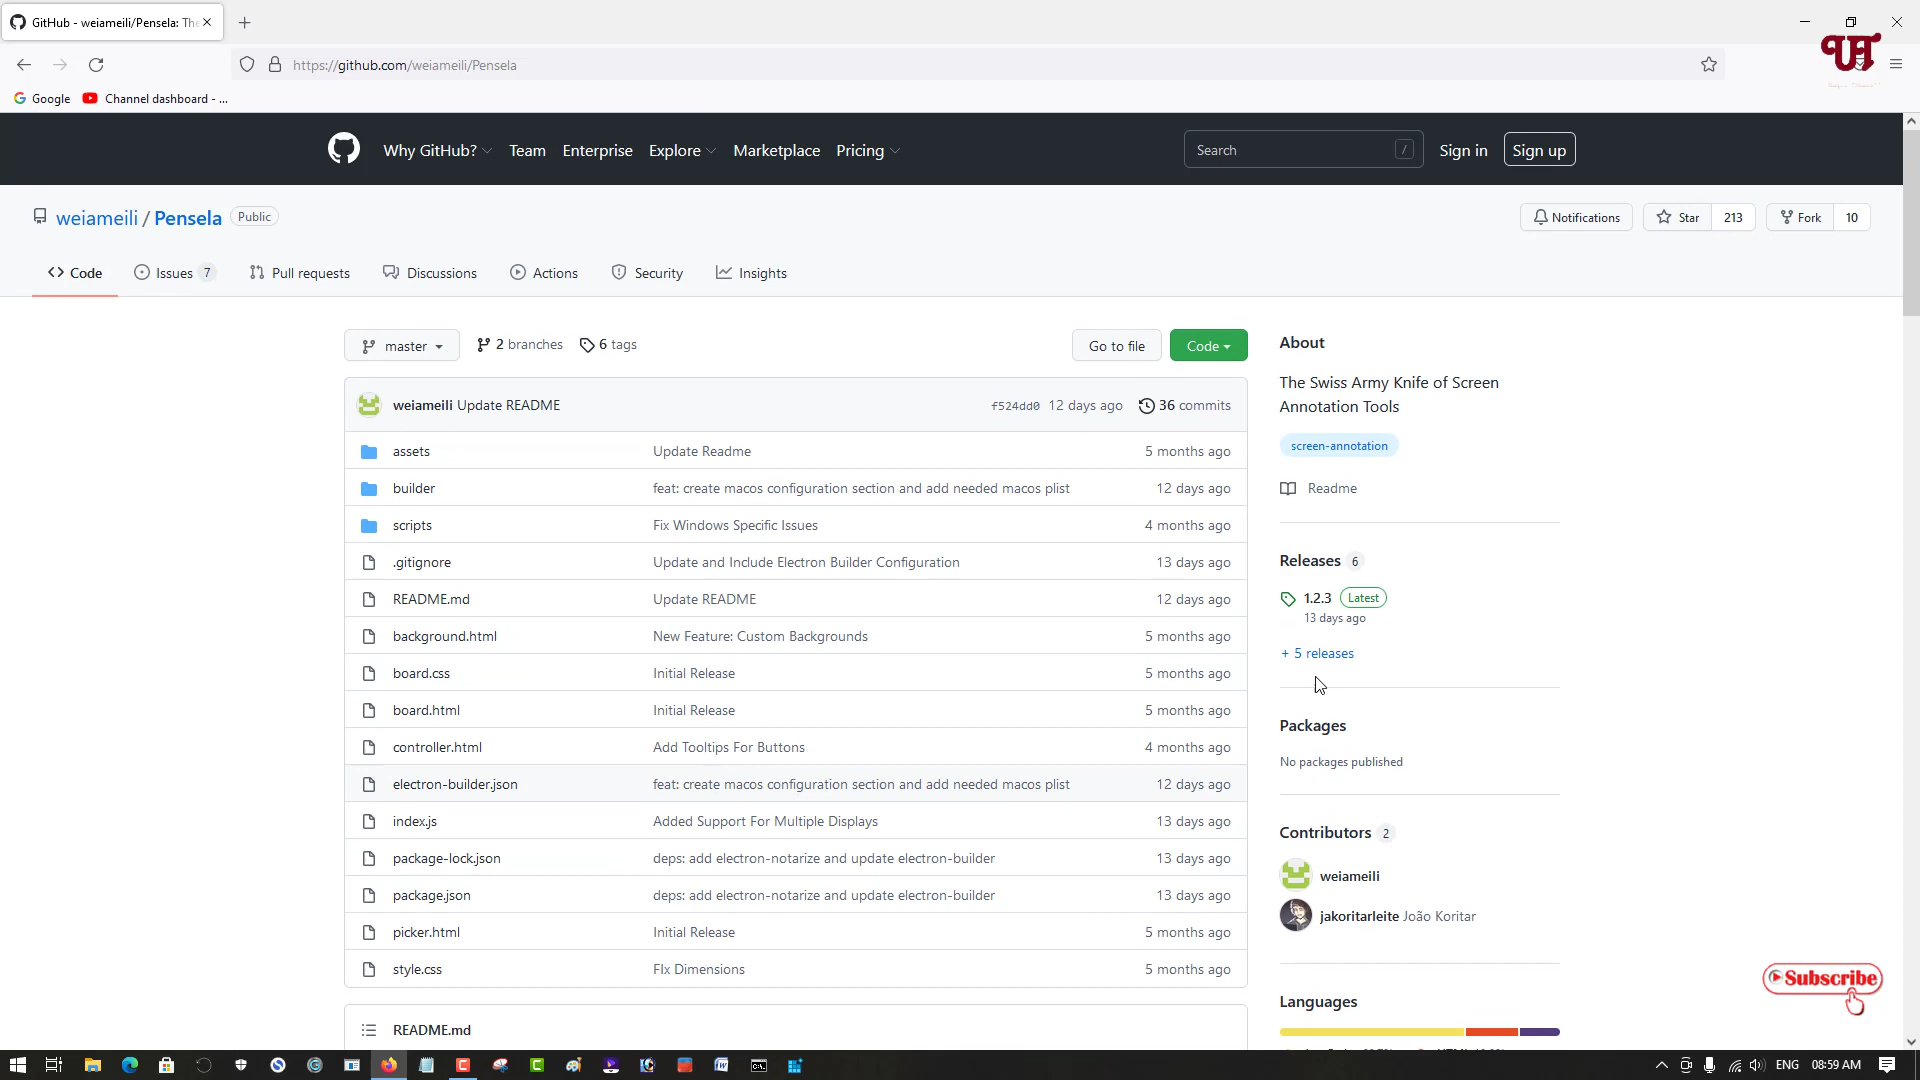 GitHub - weiameili/Pensela: The
https://github.com/weiameili/Pensela
Google
Channel dashboard - ...
Why GitHub? Team Enterprise Explore Marketplace Pricing
Search /
Sign in
Sign up
weiameili / Pensela Public
Notifications
Star 213
Fork 10
Code
Issues 7
Pull requests
Discussions
Actions
Security
Insights
master
2 branches
6 tags
Go to file
Code
weiameili Update README f524dd0 12 days ago 36 commits
assets Update Readme 5 months ago
builder feat: create macos configuration section and add needed macos plist 12 days ago
scripts Fix Windows Specific Issues 4 months ago
.gitignore Update and Include Electron Builder Configuration 13 days ago
README.md Update README 12 days ago
background.html New Feature: Custom Backgrounds 5 months ago
board.css Initial Release 5 months ago
board.html Initial Release 5 months ago
controller.html Add Tooltips For Buttons 4 months ago
electron-builder.json feat: create macos configuration section and add needed macos plist 12 days ago
index.js Added Support For Multiple Displays 13 days ago
package-lock.json deps: add electron-notarize and update electron-builder 13 days ago
package.json deps: add electron-notarize and update electron-builder 13 days ago
picker.html Initial Release 5 months ago
style.css FIx Dimensions 5 months ago
README.md
About
The Swiss Army Knife of Screen
Annotation Tools
screen-annotation
Readme
Releases 6
1.2.3 Latest
13 days ago
+ 5 releases
Packages
No packages published
Contributors 2
weiameili
jakoritarleite João Koritar
Languages
Subscribe
ENG 08:59 AM